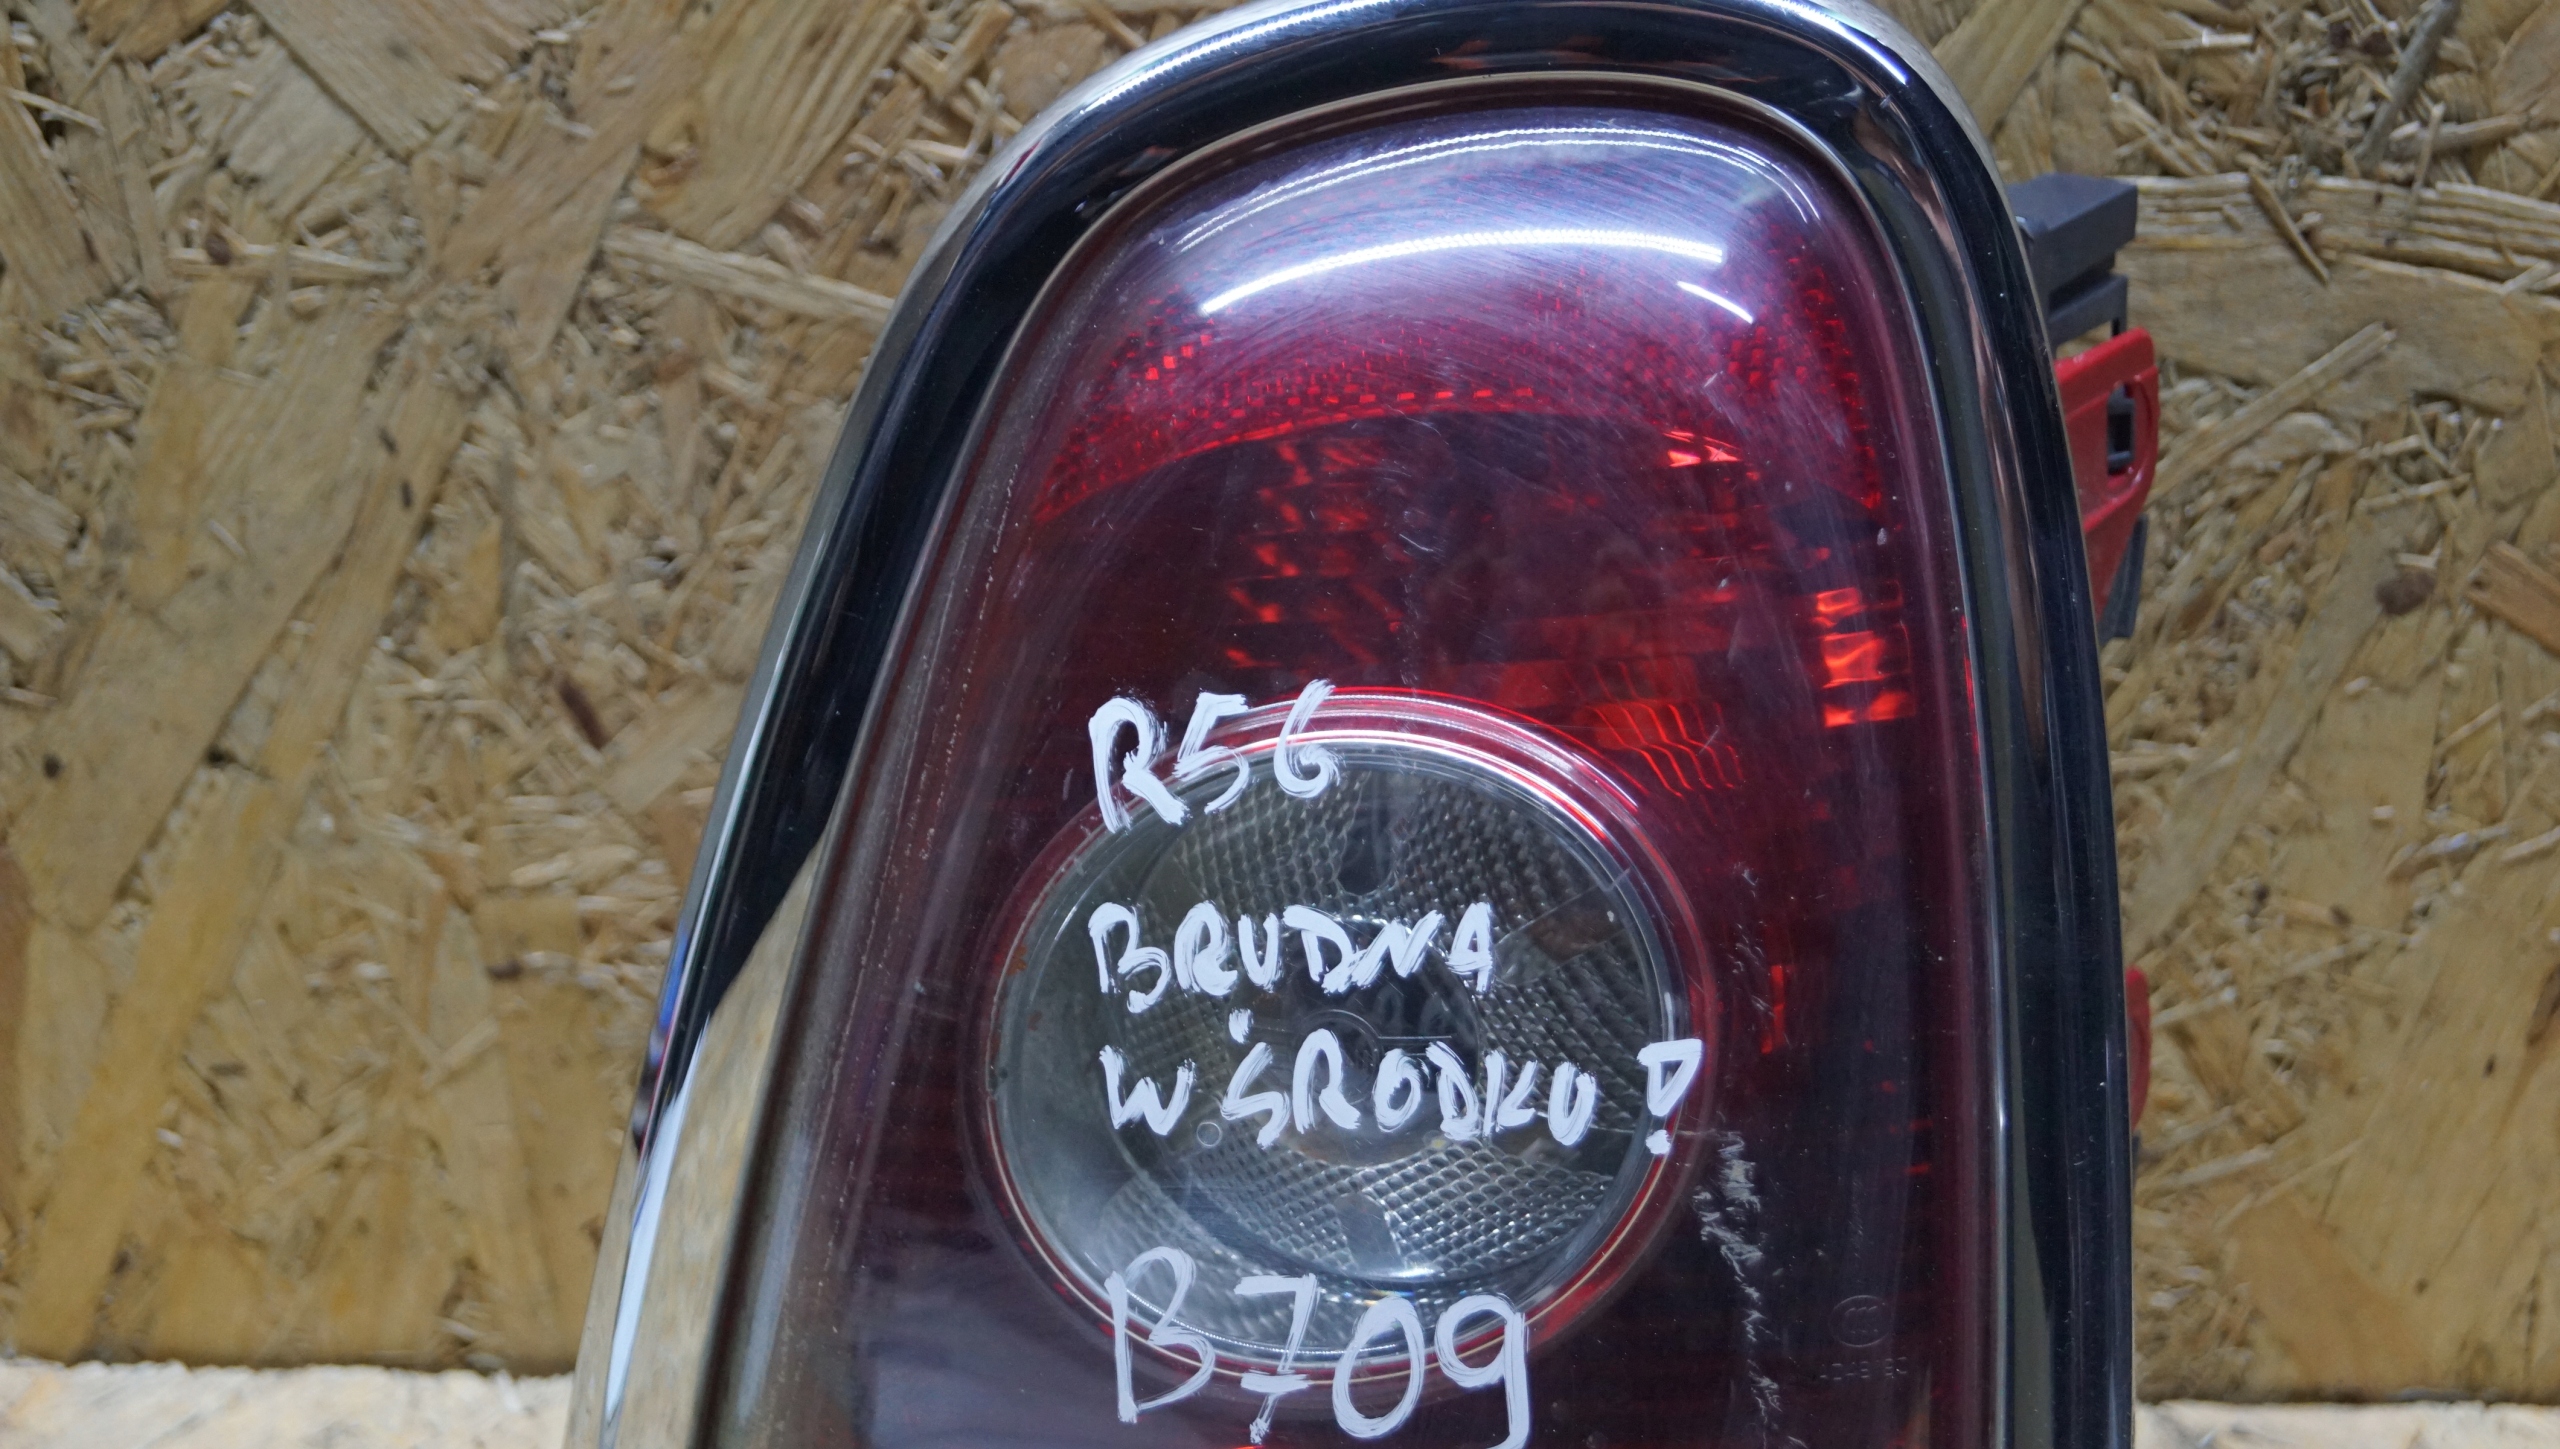 R56
BRUDNA
W ŚRODKU!
B709